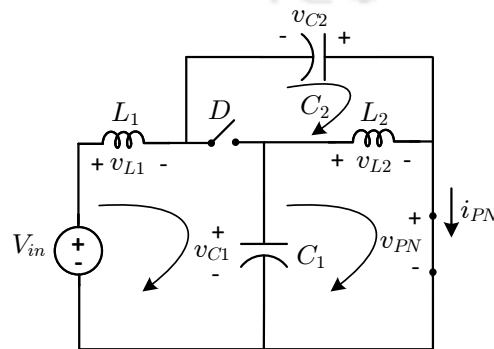 v_{C2}
- +
C_2
L_1 D L_2
+ v_{L1} - + v_{L2} -
i_{PN}
+ +
V_{in} + v_{C1} C_1 v_{PN}
- - -